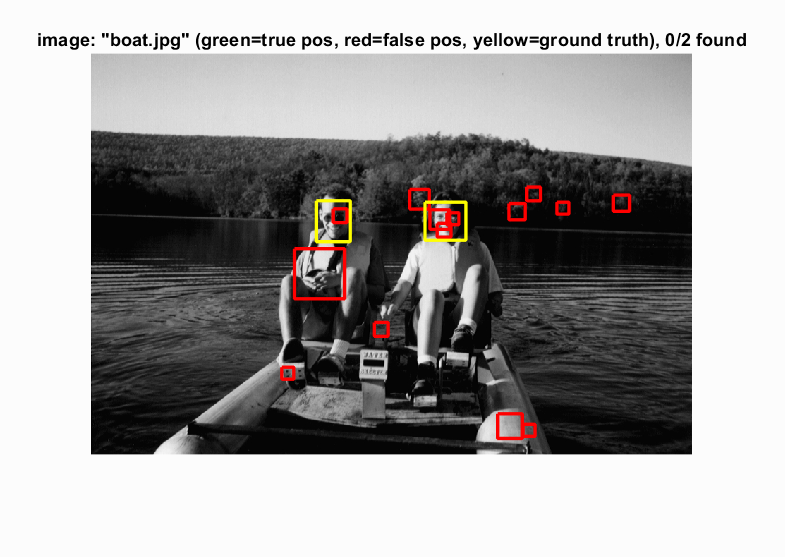 image: "boat.jpg" (green=true pos, red=false pos, yellow=ground truth), 0/2 found